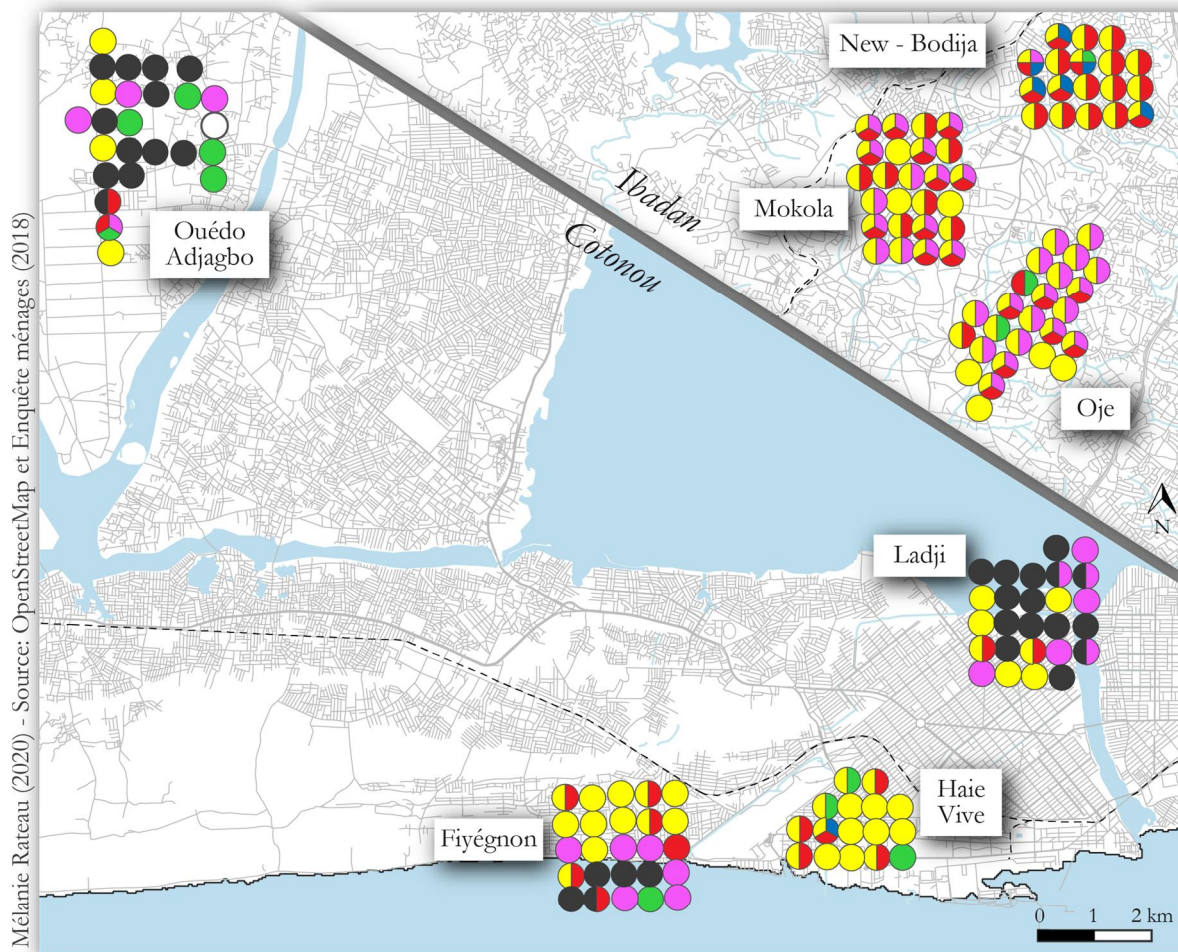 New - Bodija
Mokola
Ibadan
Cotonou
Ouédo
Adjagbo
Oje
N
Ladji
Haie
Vive
Fiyégnon
0 1 2 km
Mélanie Rateau (2020) - Source: OpenStreetMap et Enquête ménages (2018)